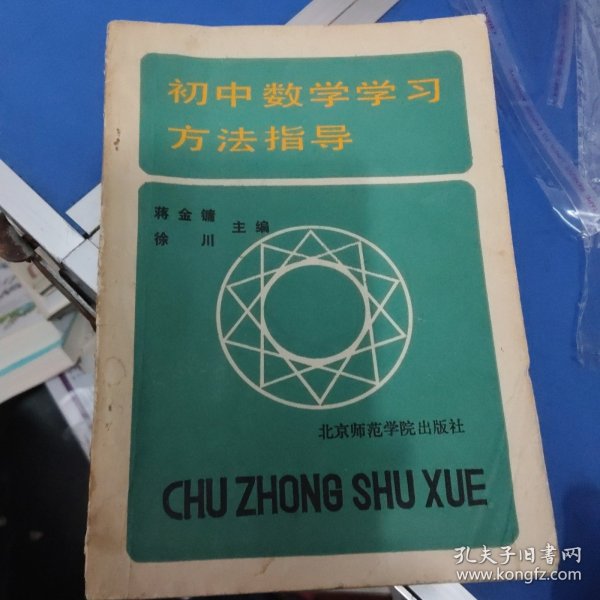 初中数学学习
方法指导
蒋金镛
徐川
主编
北京师范学院出版社
CHU ZHONG SHU XUE
孔夫子旧书网
www.kongfz.com